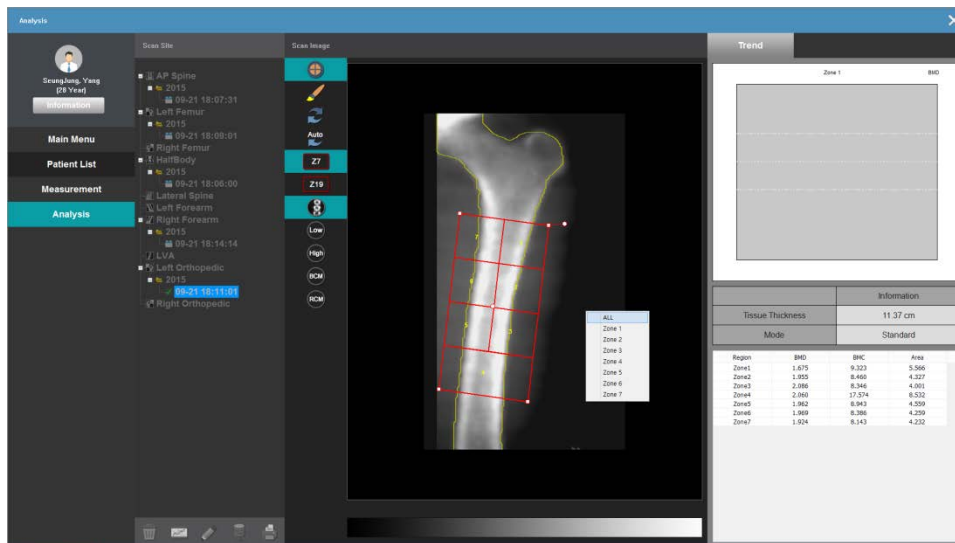 Analysis
SeungJung, Yang
(28 Year)
Information
Main Menu
Patient List
Measurement
Analysis
Scan Site
AP Spine
2015
09-21 18:07:31
Left Femur
2015
09-21 18:09:01
Right Femur
HalfBody
2015
09-21 18:06:00
Lateral Spine
Left Forearm
Right Forearm
2015
09-21 18:14:14
LVA
Left Orthopedic
2015
09-21 18:11:01
Right Orthopedic
Scan Image
Auto
Z7
Z19
Low
High
BCM
RCM
7
5
3
4
ALL
Zone 1
Zone 2
Zone 3
Zone 4
Zone 5
Zone 6
Zone 7
Trend
Zone 1 BMD
Information
Tissue Thickness 11.37 cm
Mode Standard
Region BMD BMC Area
Zone1 1.675 9.323 5.566
Zone2 1.955 8.460 4.327
Zone3 2.086 8.346 4.001
Zone4 2.060 17.574 8.532
Zone5 1.962 8.943 4.559
Zone6 1.969 8.386 4.259
Zone7 1.924 8.143 4.232